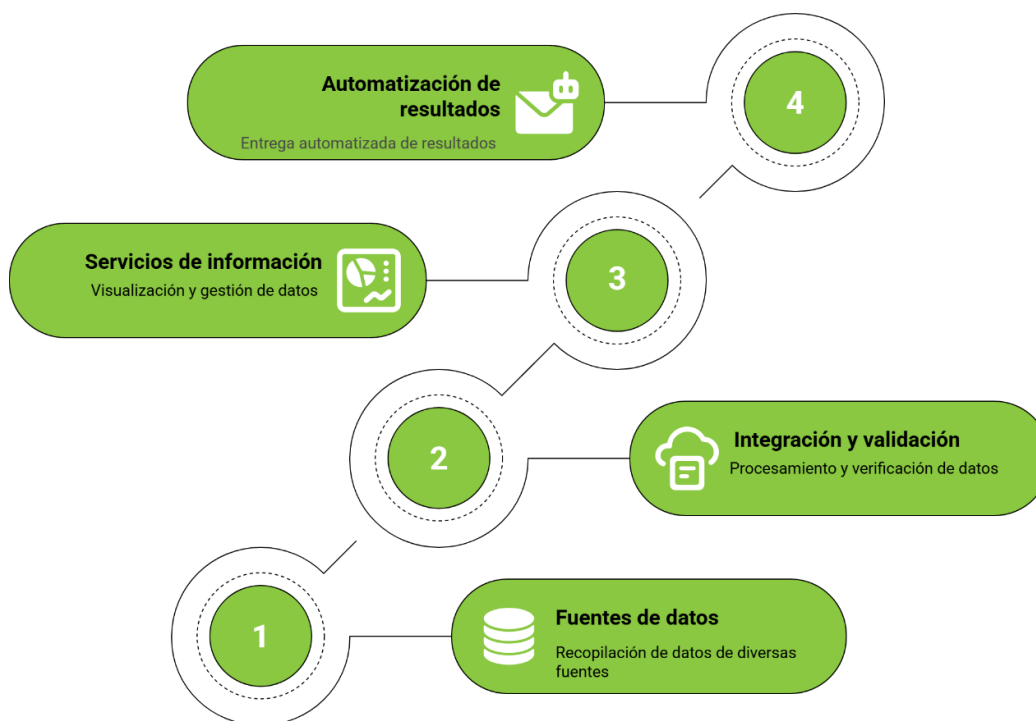 Automatización de
resultados
Entrega automatizada de resultados
4
Servicios de información
Visualización y gestión de datos
3
2
Integración y validación
Procesamiento y verificación de datos
1
Fuentes de datos
Recopilación de datos de diversas
fuentes